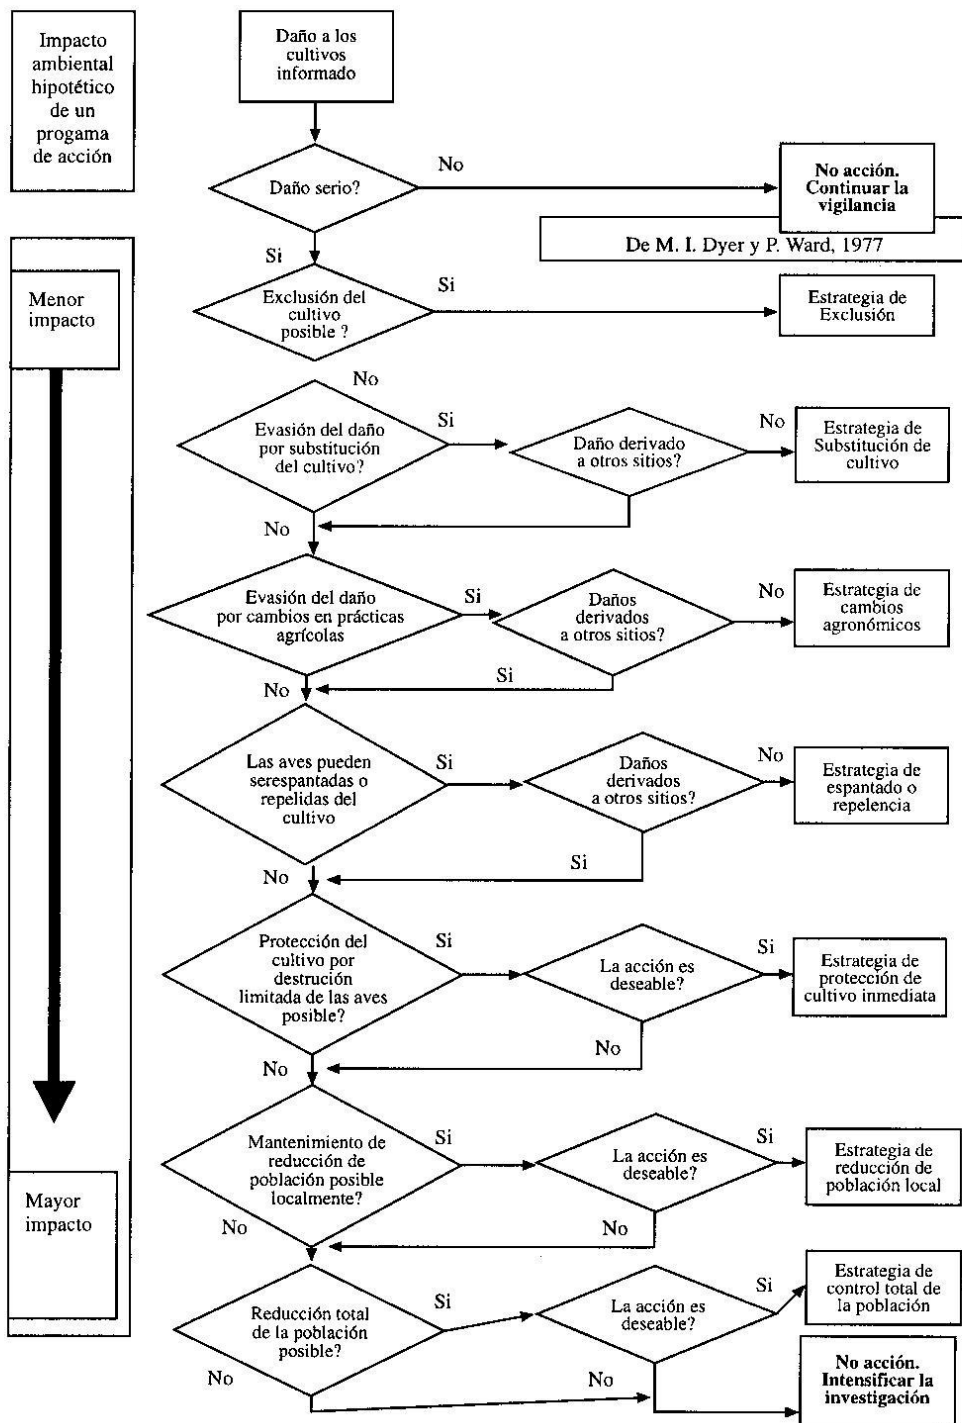 Impacto
ambiental
hipotético
de un
progama
de acción
Daño a los
cultivos
informado
Daño serio?
No
No acción.
Continuar la
vigilancia
De M. I. Dyer y P. Ward, 1977
Si
Menor
impacto
Exclusión del
cultivo
posible ?
Si
Estrategia de
Exclusión
No
Evasión del daño
por substitución
del cultivo?
Si
Daño derivado
a otros sitios?
No
Estrategia de
Substitución de
cultivo
No
Evasión del daño
por cambios en prácticas
agrícolas
Si
Daños
derivados
a otros sitios?
No
Estrategia de
cambios
agronómicos
Si
No
Las aves pueden
serespantadas o
repelidas del
cultivo
Si
Daños
derivados
a otros sitios?
No
Estrategia de
espantado o
repelencia
Si
No
Protección del
cultivo por
destrución
limitada de las aves
posible?
Si
La acción es
deseable?
Si
Estrategia de
protección de
cultivo inmediata
No
No
Mantenimiento de
reducción de
población posible
localmente?
Si
La acción es
deseable?
Si
Estrategia de
reducción de
población local
Mayor
impacto
No
No
Reducción total
de la población
posible?
Si
La acción es
deseable?
Si
Estrategia de
control total de
la población
No
No
No acción.
Intensificar la
investigación